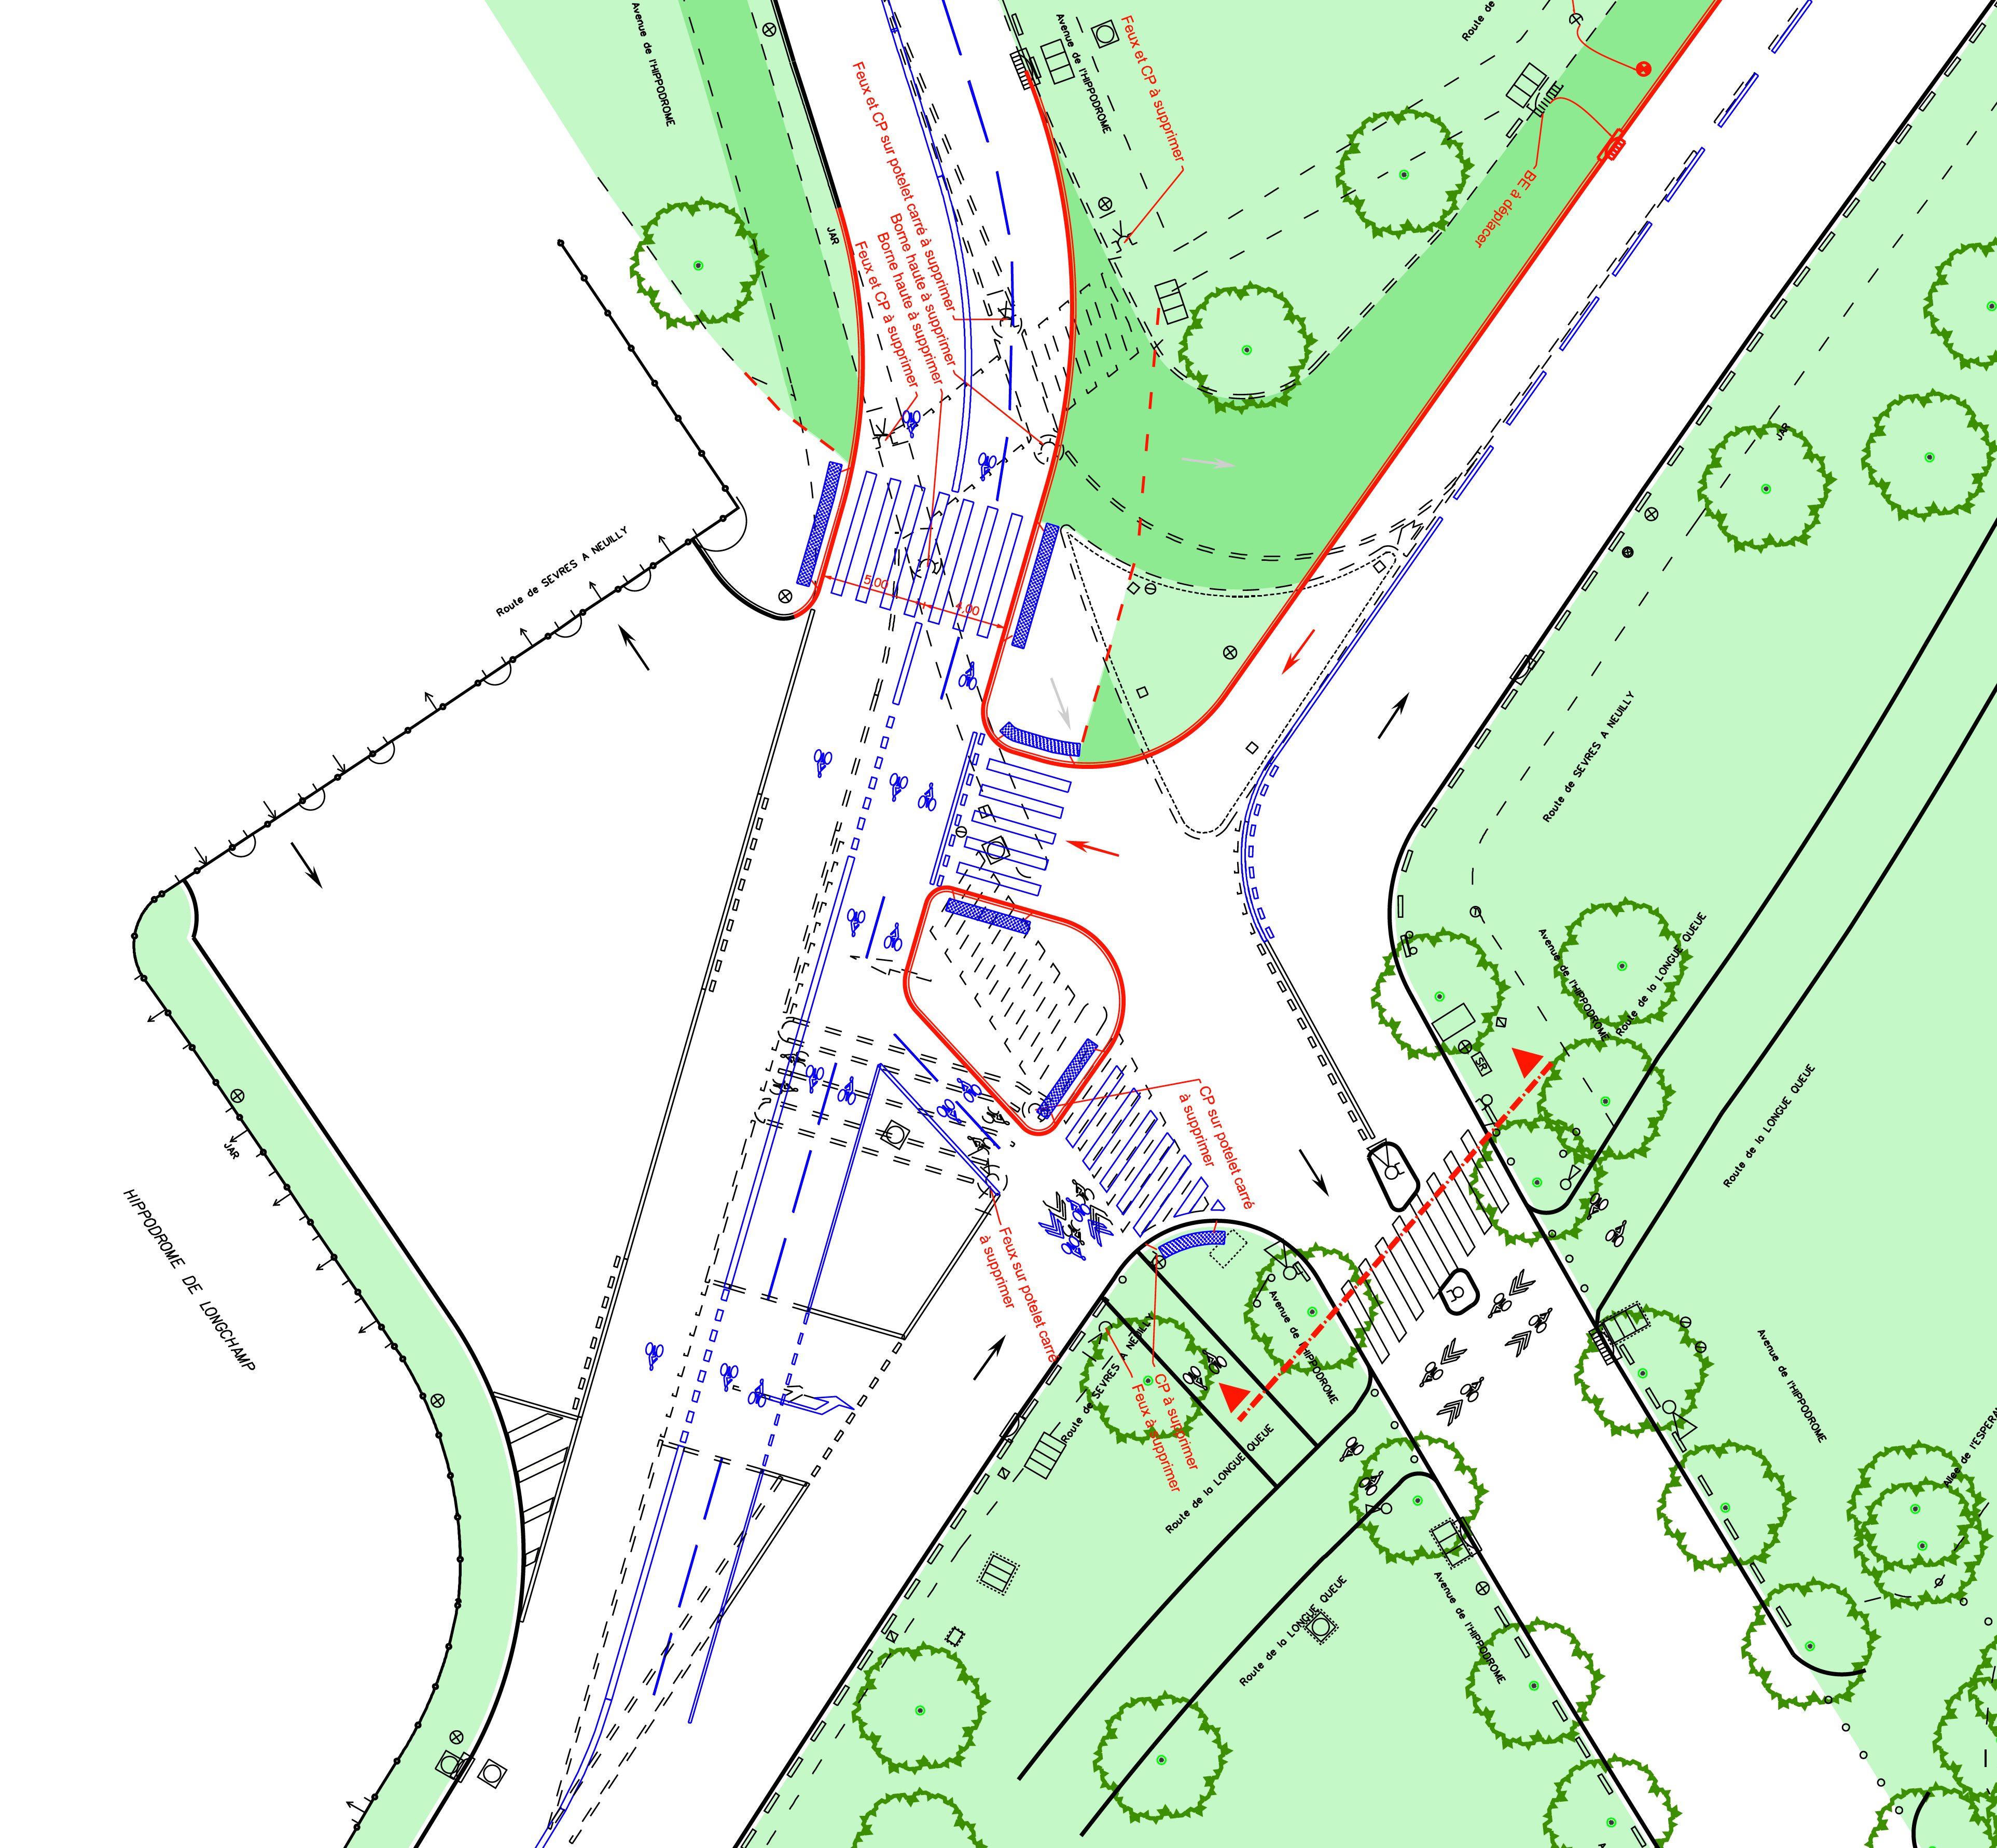 Avenue de l'HIPPODROME
Avenue de l'HIPPODROME
Feux et CP à supprimer
Route de
Feux et CP sur potelet carré à supprimer
Borne haute à supprimer
Borne haute à supprimer
Feux et CP à supprimer
JAR
BE à déplacer
JAR
Route de SEVRES A NEUILLY
5,00
4,00
Route de SEVRES A NEUILLY
Avenue de l'HIPPODROME
Route de la LONGUE QUEUE
SR
Route de la LONGUE QUEUE
CP sur potelet carré
à supprimer
JAR
HIPPODROME DE LONGCHAMP
Feux sur potelet carré
à supprimer
Avenue de l'HIPPODROME
Route de SEVRES A NEUILLY
CP à supprimer
Feux à supprimer
Route de la LONGUE QUEUE
Avenue de l'HIPPODROME
Allée de l'ESPERA
Route de la LONGUE QUEUE
Avenue de l'HIPPODROME